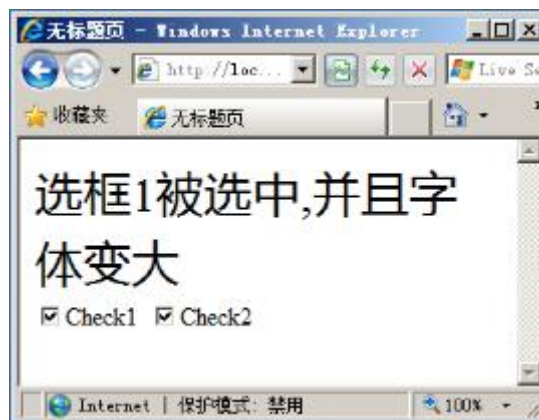 无标题页 - Windows Internet Explorer
http://loc... Live Se
收藏夹 无标题页
选框1被选中,并且字
体变大
Check1 Check2
Internet | 保护模式: 禁用 100%